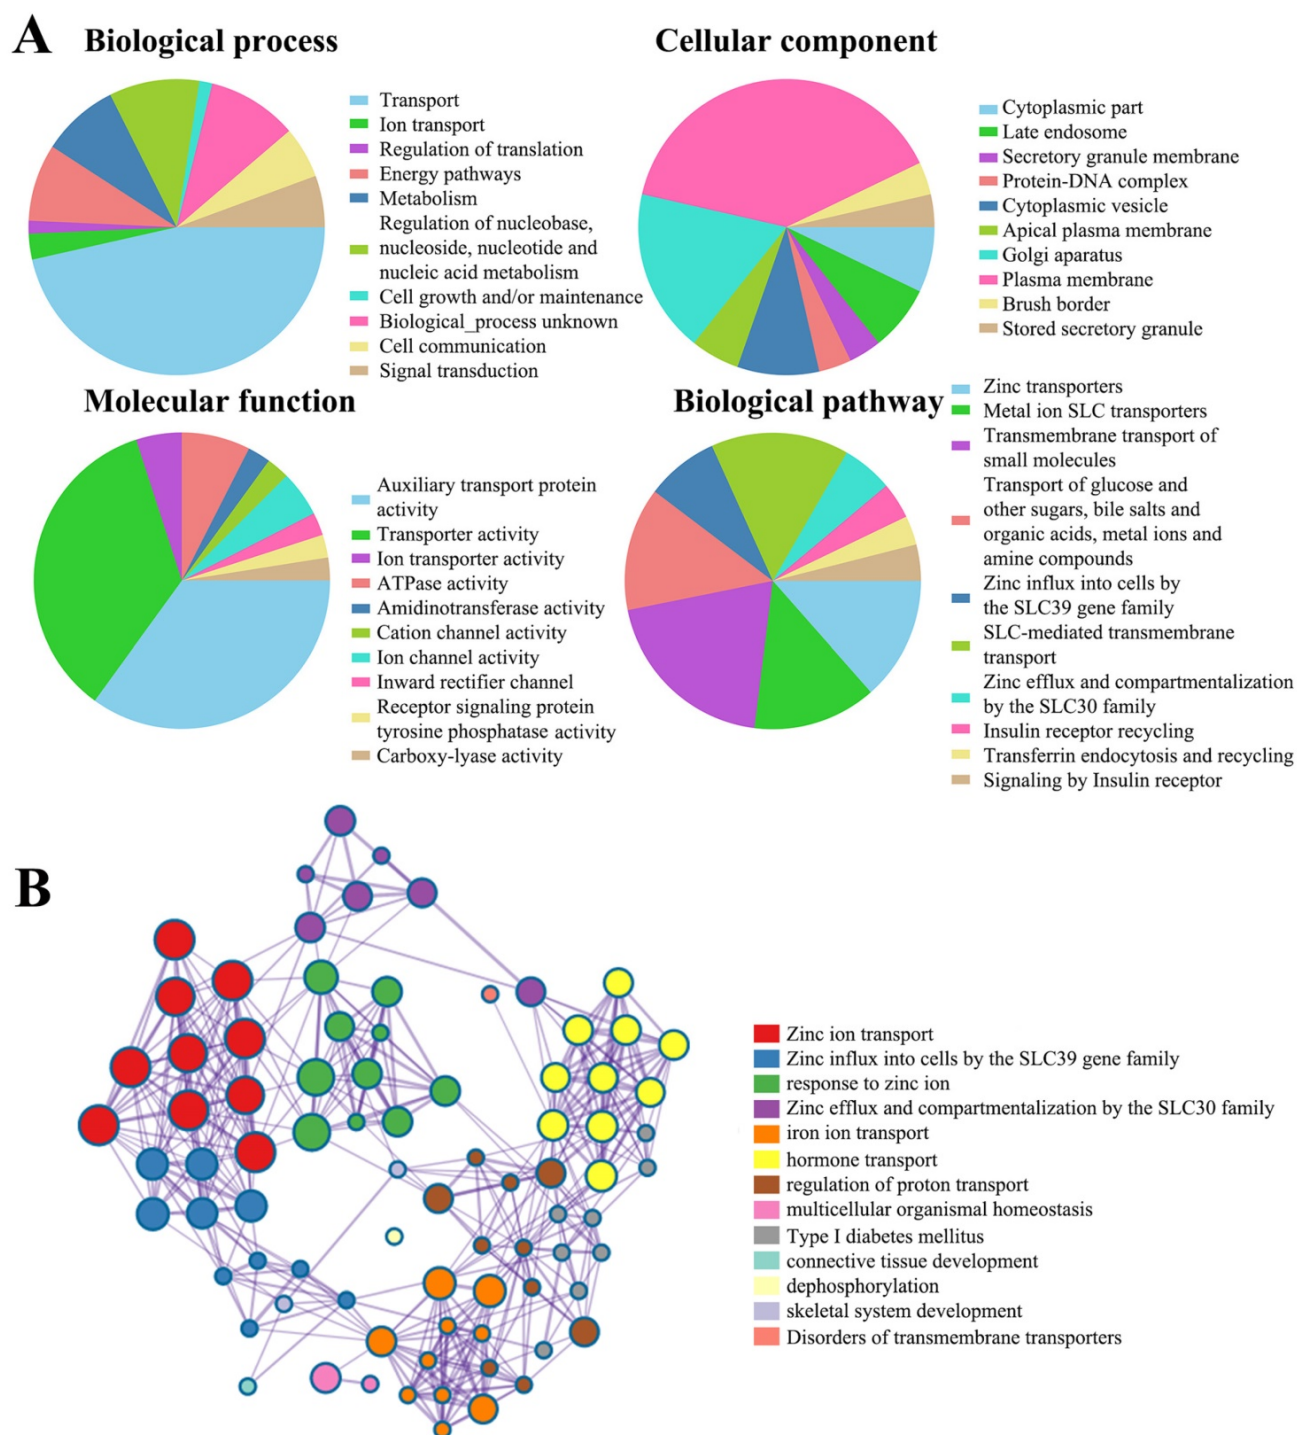 A
Biological process
Transport
Ion transport
Regulation of translation
Energy pathways
Metabolism
Regulation of nucleobase,
nucleoside, nucleotide and
nucleic acid metabolism
Cell growth and/or maintenance
Biological_process unknown
Cell communication
Signal transduction
Cellular component
Cytoplasmic part
Late endosome
Secretory granule membrane
Protein-DNA complex
Cytoplasmic vesicle
Apical plasma membrane
Golgi aparatus
Plasma membrane
Brush border
Stored secretory granule
Molecular function
Auxiliary transport protein
activity
Transporter activity
Ion transporter activity
ATPase activity
Amidinotransferase activity
Cation channel activity
Ion channel activity
Inward rectifier channel
Receptor signaling protein
tyrosine phosphatase activity
Carboxy-lyase activity
Biological pathway
Zinc transporters
Metal ion SLC transporters
Transmembrane transport of
small molecules
Transport of glucose and
other sugars, bile salts and
organic acids, metal ions and
amine compounds
Zinc influx into cells by
the SLC39 gene family
SLC-mediated transmembrane
transport
Zinc efflux and compartmentalization
by the SLC30 family
Insulin receptor recycling
Transferrin endocytosis and recycling
Signaling by Insulin receptor
B
Zinc ion transport
Zinc influx into cells by the SLC39 gene family
response to zinc ion
Zinc efflux and compartmentalization by the SLC30 family
iron ion transport
hormone transport
regulation of proton transport
multicellular organismal homeostasis
Type I diabetes mellitus
connective tissue development
dephosphorylation
skeletal system development
Disorders of transmembrane transporters